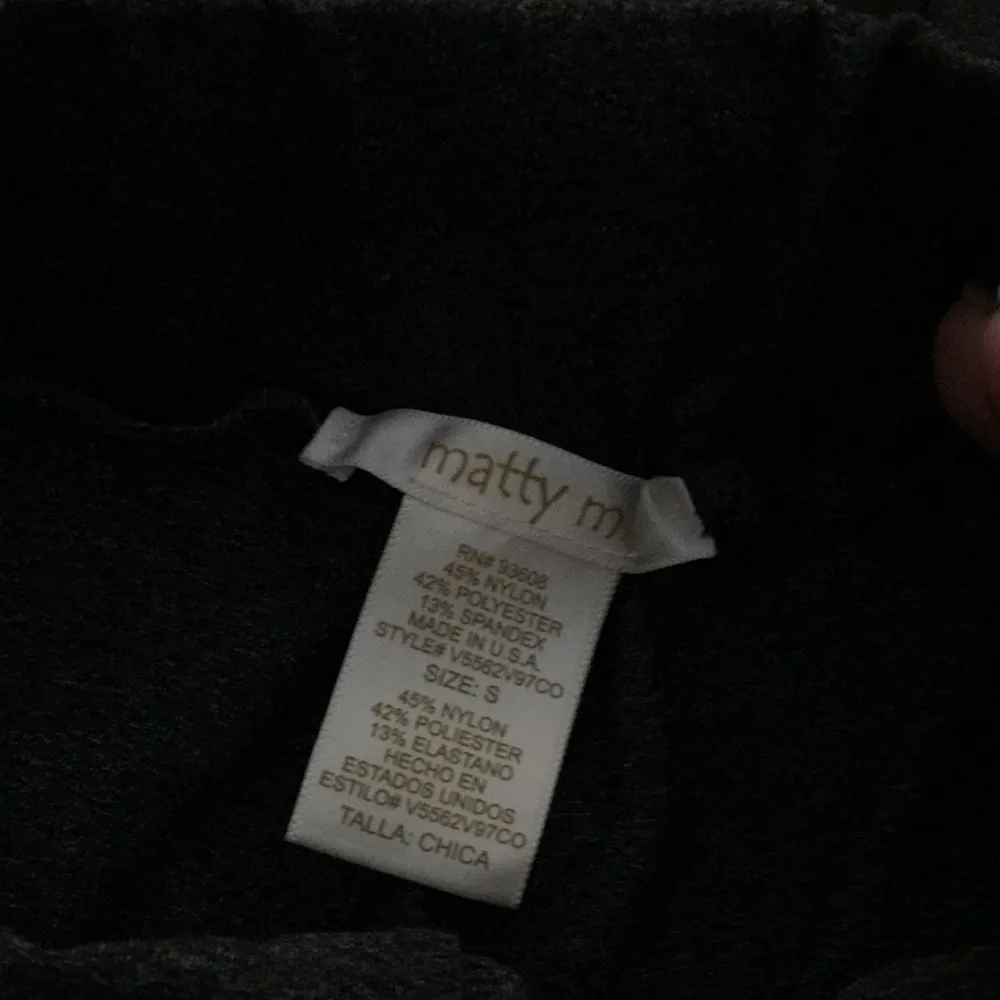 matty m.
RN# 93608
45% NYLON
42% POLYESTER
13% SPANDEX
MADE IN U.S.A.
STYLE# V5562V97CO
SIZE: S
45% NYLON
42% POLIESTER
13% ELASTANO
HECHO EN
ESTADOS UNIDOS
ESTILO# V5562V97CO
TALLA: CHICA